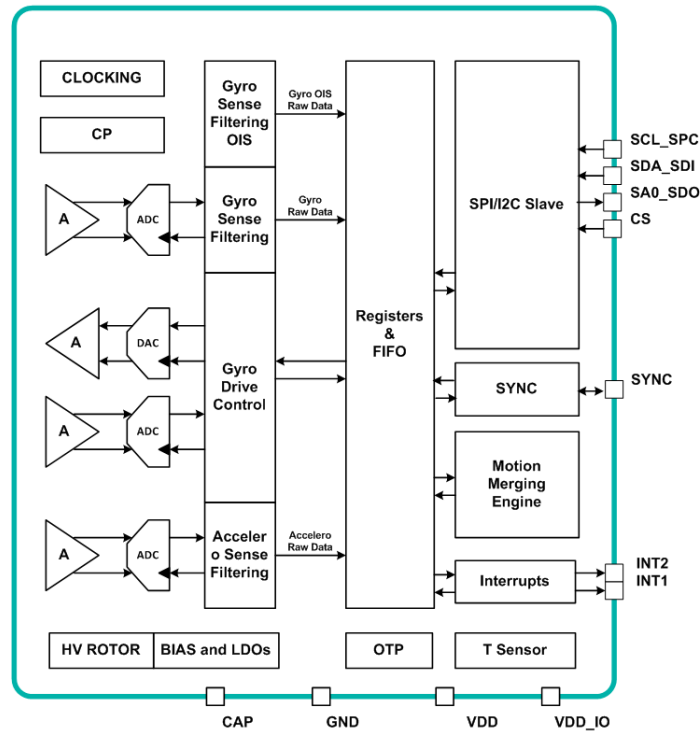 CLOCKING
CP
Gyro
Sense
Filtering
OIS
Gyro OIS
Raw Data
SPI/I2C Slave
SCL_SPC
SDA_SDI
SA0_SDO
CS
A
ADC
Gyro
Sense
Filtering
Gyro
Raw Data
A
DAC
Gyro
Drive
Control
Registers
&
FIFO
SYNC
SYNC
A
ADC
Motion
Merging
Engine
A
ADC
Acceler
o Sense
Filtering
Accelero
Raw Data
Interrupts
INT2
INT1
HV ROTOR
BIAS and LDOs
OTP
T Sensor
CAP
GND
VDD
VDD_IO